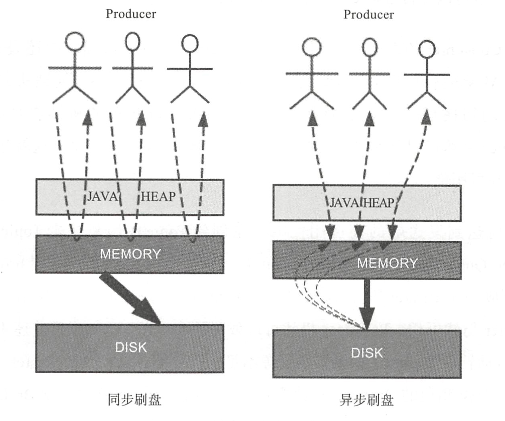 Producer
JAVA HEAP
MEMORY
DISK
同步刷盘
Producer
JAVA HEAP
MEMORY
DISK
异步刷盘